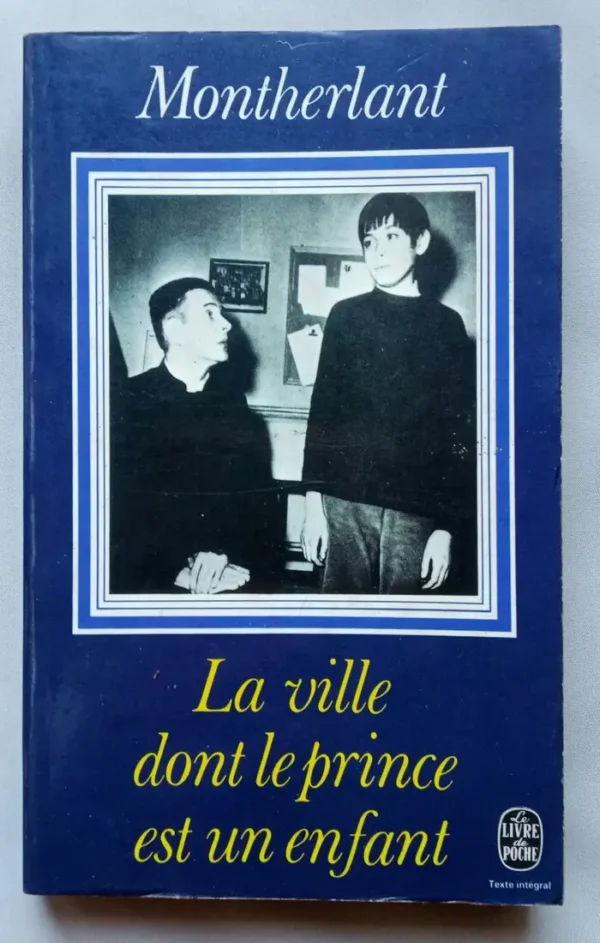 Montherlant
La ville
dont le prince
est un enfant
Le
LIVRE
de
POCHE
Texte intégral